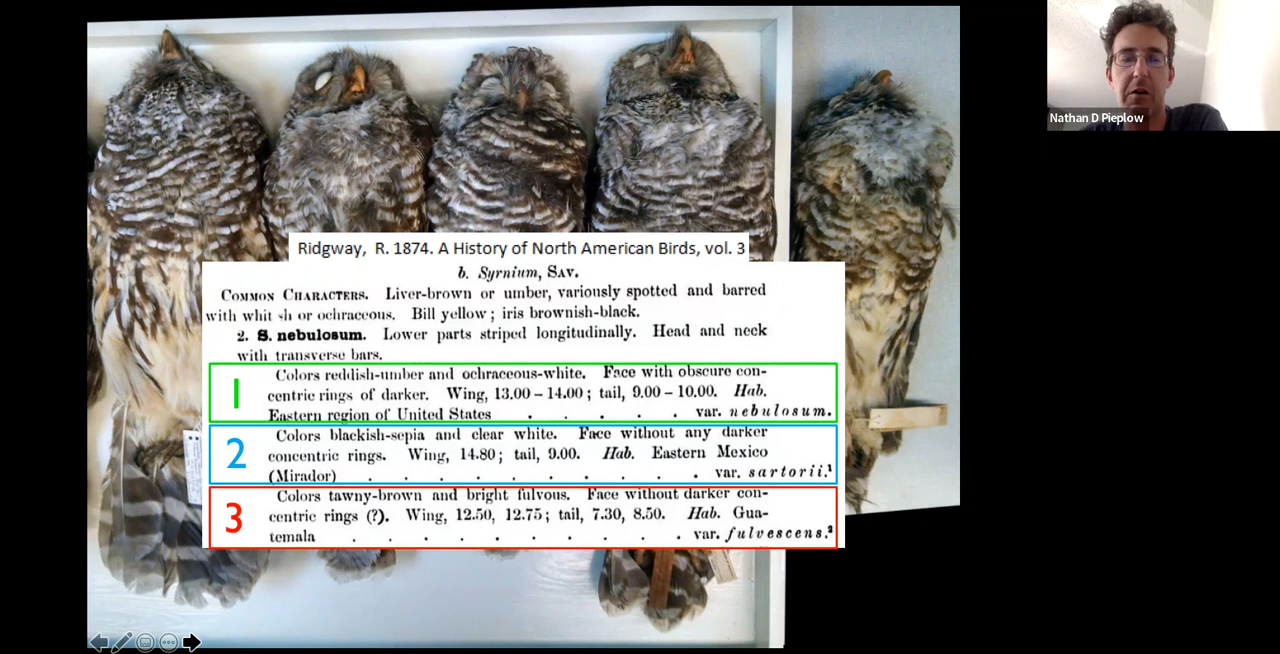 Nathan D Pieplow
Ridgway, R. 1874. A History of North American Birds, vol. 3
b. Syrnium, SAV.
COMMON CHARACTERS. Liver-brown or umber, variously spotted and barred
with whit sh or ochraceous. Bill yellow; iris brownish-black.
2. S. nebulosum. Lower parts striped longitudinally. Head and neck
with transverse bars.
1
Colors reddish-umber and ochraceous-white. Face with obscure con-
centric rings of darker. Wing, 13.00 – 14.00; tail, 9.00 – 10.00. Hab.
Eastern region of United States . . . . . var. nebulosum.
2
Colors blackish-sepia and clear white. Face without any darker
concentric rings. Wing, 14.80; tail, 9.00. Hab. Eastern Mexico
(Mirador) . . . . . . . . . var. sartorii.¹
3
Colors tawny-brown and bright fulvous. Face without darker con-
centric rings (?). Wing, 12.50, 12.75; tail, 7.30, 8.50. Hab. Gua-
temala . . . . . . . . . var. fulvescens.²